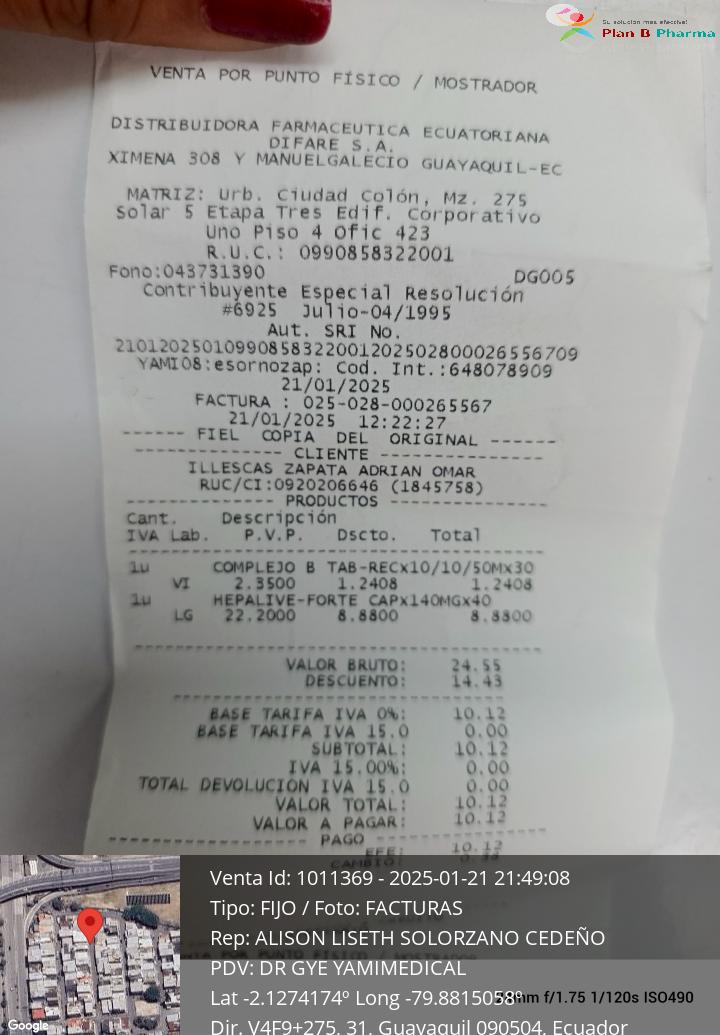 Su solución mas efectiva!
Plan B Pharma
VENTA POR PUNTO FÍSICO / MOSTRADOR
DISTRIBUIDORA FARMACEUTICA ECUATORIANA
DIFARE S.A.
XIMENA 308 Y MANUELGALECIO GUAYAQUIL-EC
MATRIZ: Urb. Ciudad Colón, Mz. 275
Solar 5 Etapa Tres Edif. Corporativo
Uno Piso 4 Ofic 423
R.U.C.: 0990858322001
Fono:043731390 DG005
Contribuyente Especial Resolución
#6925 Julio-04/1995
Aut. SRI No.
21012025010990858322001202502800026556709
YAMI08:esornozap: Cod. Int.:648078909
21/01/2025
FACTURA : 025-028-000265567
21/01/2025 12:22:27
------ FIEL COPIA DEL ORIGINAL ------
-------------- CLIENTE ---------------
ILLESCAS ZAPATA ADRIAN OMAR
RUC/CI:0920206646 (1845758)
-------------- PRODUCTOS --------------
Cant. Descripción
IVA Lab. P.V.P. Dscto. Total
1u COMPLEJO B TAB-RECx10/10/50Mx30
VI 2.3500 1.2408 1.2408
1u HEPALIVE-FORTE CAPx140MGx40
LG 22.2000 8.8800 8.8800
VALOR BRUTO: 24.55
DESCUENTO: 14.43
BASE TARIFA IVA 0%: 10.12
BASE TARIFA IVA 15.0 0.00
SUBTOTAL: 10.12
IVA 15.00%: 0.00
TOTAL DEVOLUCION IVA 15.0 0.00
VALOR TOTAL: 10.12
VALOR A PAGAR: 10.12
---------------- PAGO ----------------
EFE: 10.12
CAMBIO:
Venta Id: 1011369 - 2025-01-21 21:49:08
Tipo: FIJO / Foto: FACTURAS
Rep: ALISON LISETH SOLORZANO CEDEÑO
PDV: DR GYE YAMIMEDICAL
Lat -2.1274174º Long
f/1.75 1/120s ISO490
Dir. V4F9+275, 31, Guayaquil 090504, Ecuador
Google